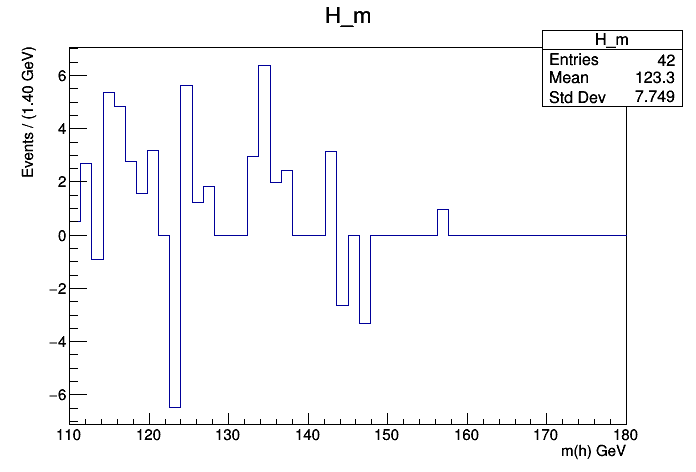 H_m
H_m
Entries 42
Mean 123.3
Std Dev 7.749
Events / (1.40 GeV)
6
4
2
0
−2
−4
−6
110 120 130 140 150 160 170 180
m(h) GeV